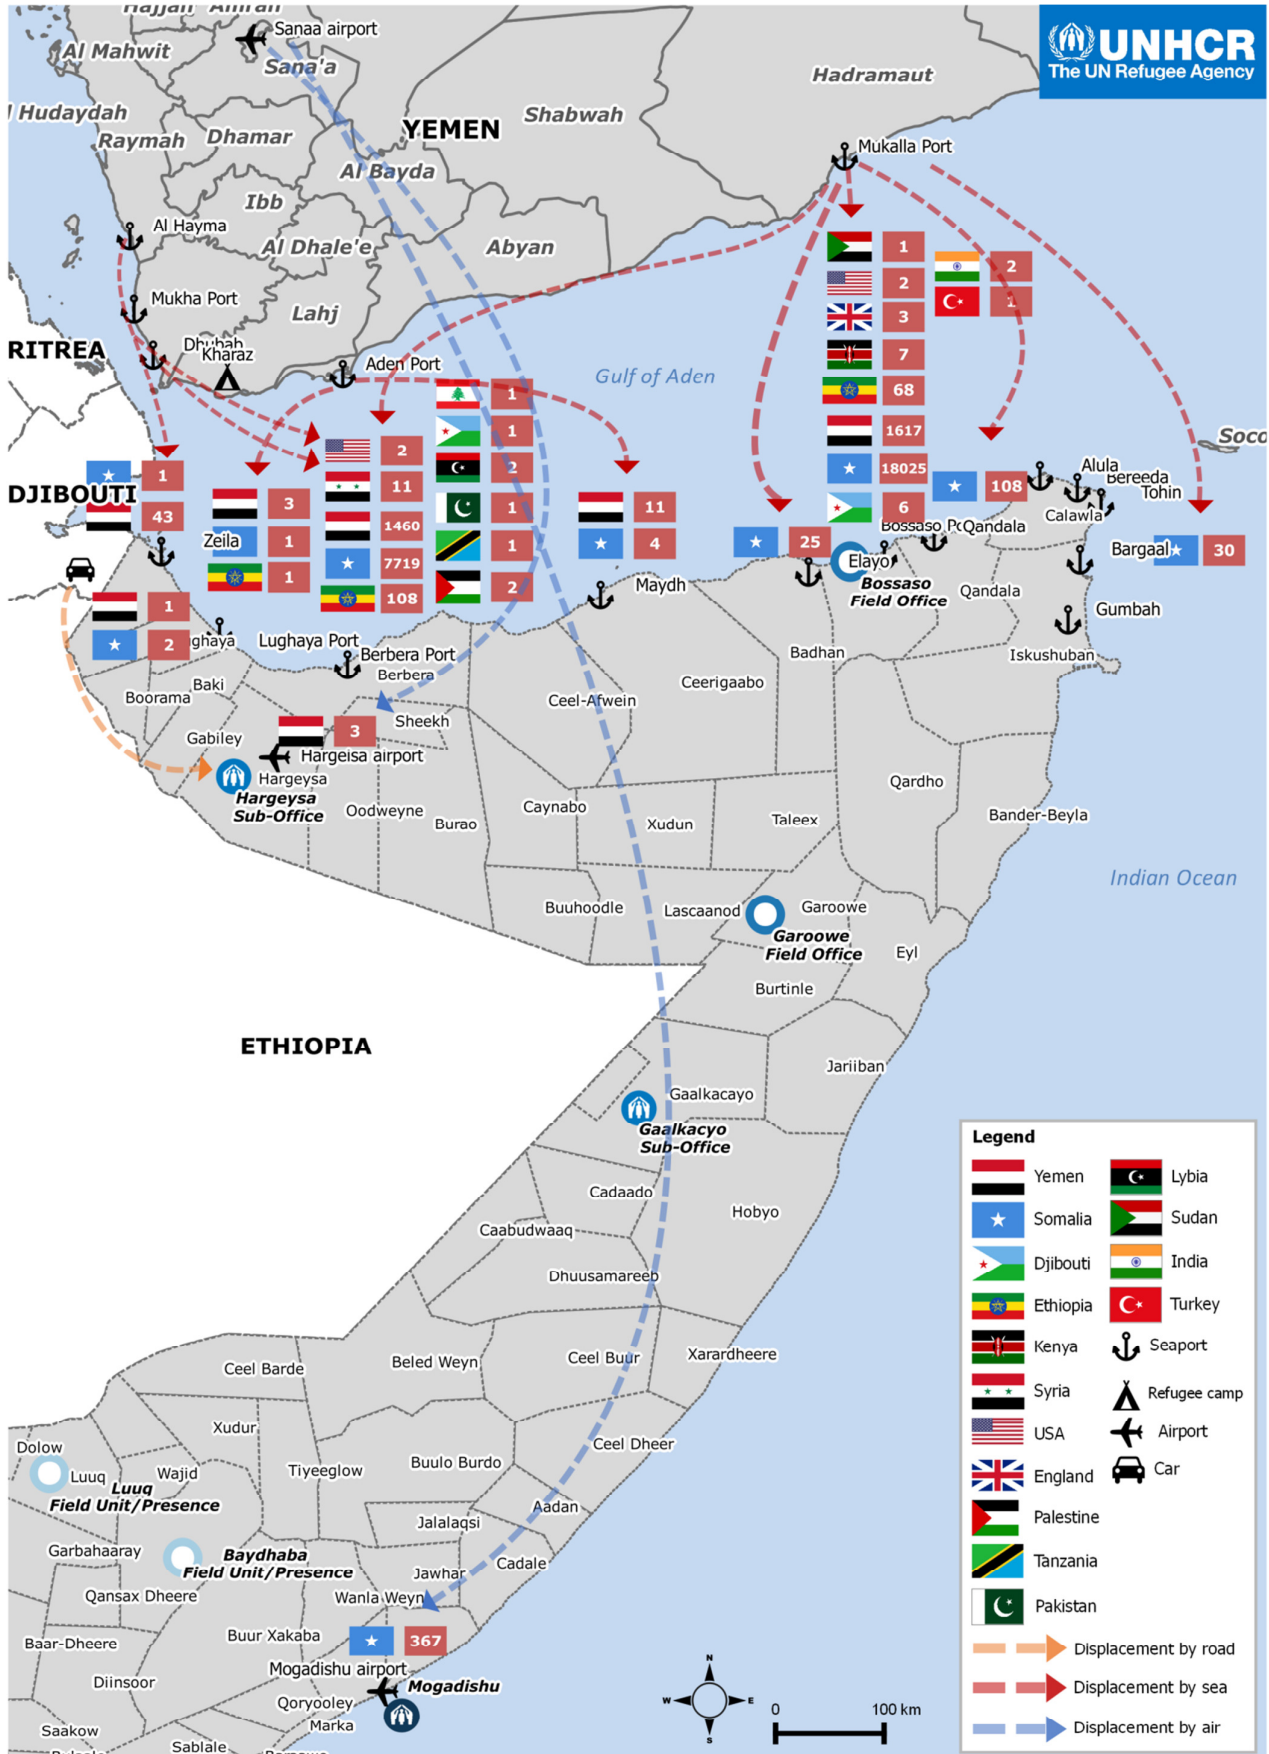 Hajjah
Amran
Sanaa airport
UNHCR
The UN Refugee Agency
Al Mahwit
Sana'a
Hadramaut
l Hudaydah
Shabwah
Raymah
Dhamar
YEMEN
Mukalla Port
Al Bayda
Ibb
Al Hayma
Al Dhale'e
Abyan
1
2
2
Mukha Port
1
Lahj
3
RITREA
Dhubab
Kharaz
7
Aden Port
Gulf of Aden
68
1
1617
1
2
Soco
2
18025
Alula
1
108
Bereeda
11
Tohin
DJIBOUTI
43
3
1
11
6
Calawla
1460
Bossaso Po
Qandala
Zeila
1
1
4
25
Bargaal
30
7719
Elayo
1
108
2
Maydh
Bossaso
Field Office
Qandala
1
Gumbah
2
ghaya
Lughaya Port
Berbera Port
Badhan
Iskushuban
Berbera
Baki
Ceerigaabo
Boorama
Ceel-Afwein
Sheekh
3
Gabiley
Hargeisa airport
Hargeysa
Qardho
Hargeysa
Sub-Office
Oodweyne
Caynabo
Burao
Xudun
Taleex
Bander-Beyla
Indian Ocean
Buuhoodle
Lascaanod
Garoowe
Garoowe
Field Office
Eyl
Burtinle
ETHIOPIA
Jariiban
Gaalkacayo
Gaalkacyo
Sub-Office
Cadaado
Hobyo
Caabudwaaq
Dhuusamareeb
Ceel Barde
Beled Weyn
Ceel Buur
Xarardheere
Xudur
Dolow
Ceel Dheer
Luuq
Wajid
Tiyeeglow
Buulo Burdo
Luuq
Field Unit/Presence
Aadan
Jalalaqsi
Garbahaaray
Baydhaba
Field Unit/Presence
Cadale
Jawhar
Qansax Dheere
Wanla Weyn
Buur Xakaba
367
Baar-Dheere
Mogadishu airport
Diinsoor
Mogadishu
Qoryooley
Marka
Saakow
Sablale
N
W
E
S
0
100 km
Legend
Yemen
Lybia
Somalia
Sudan
Djibouti
India
Ethiopia
Turkey
Kenya
Seaport
Syria
Refugee camp
USA
Airport
England
Car
Palestine
Tanzania
Pakistan
Displacement by road
Displacement by sea
Displacement by air